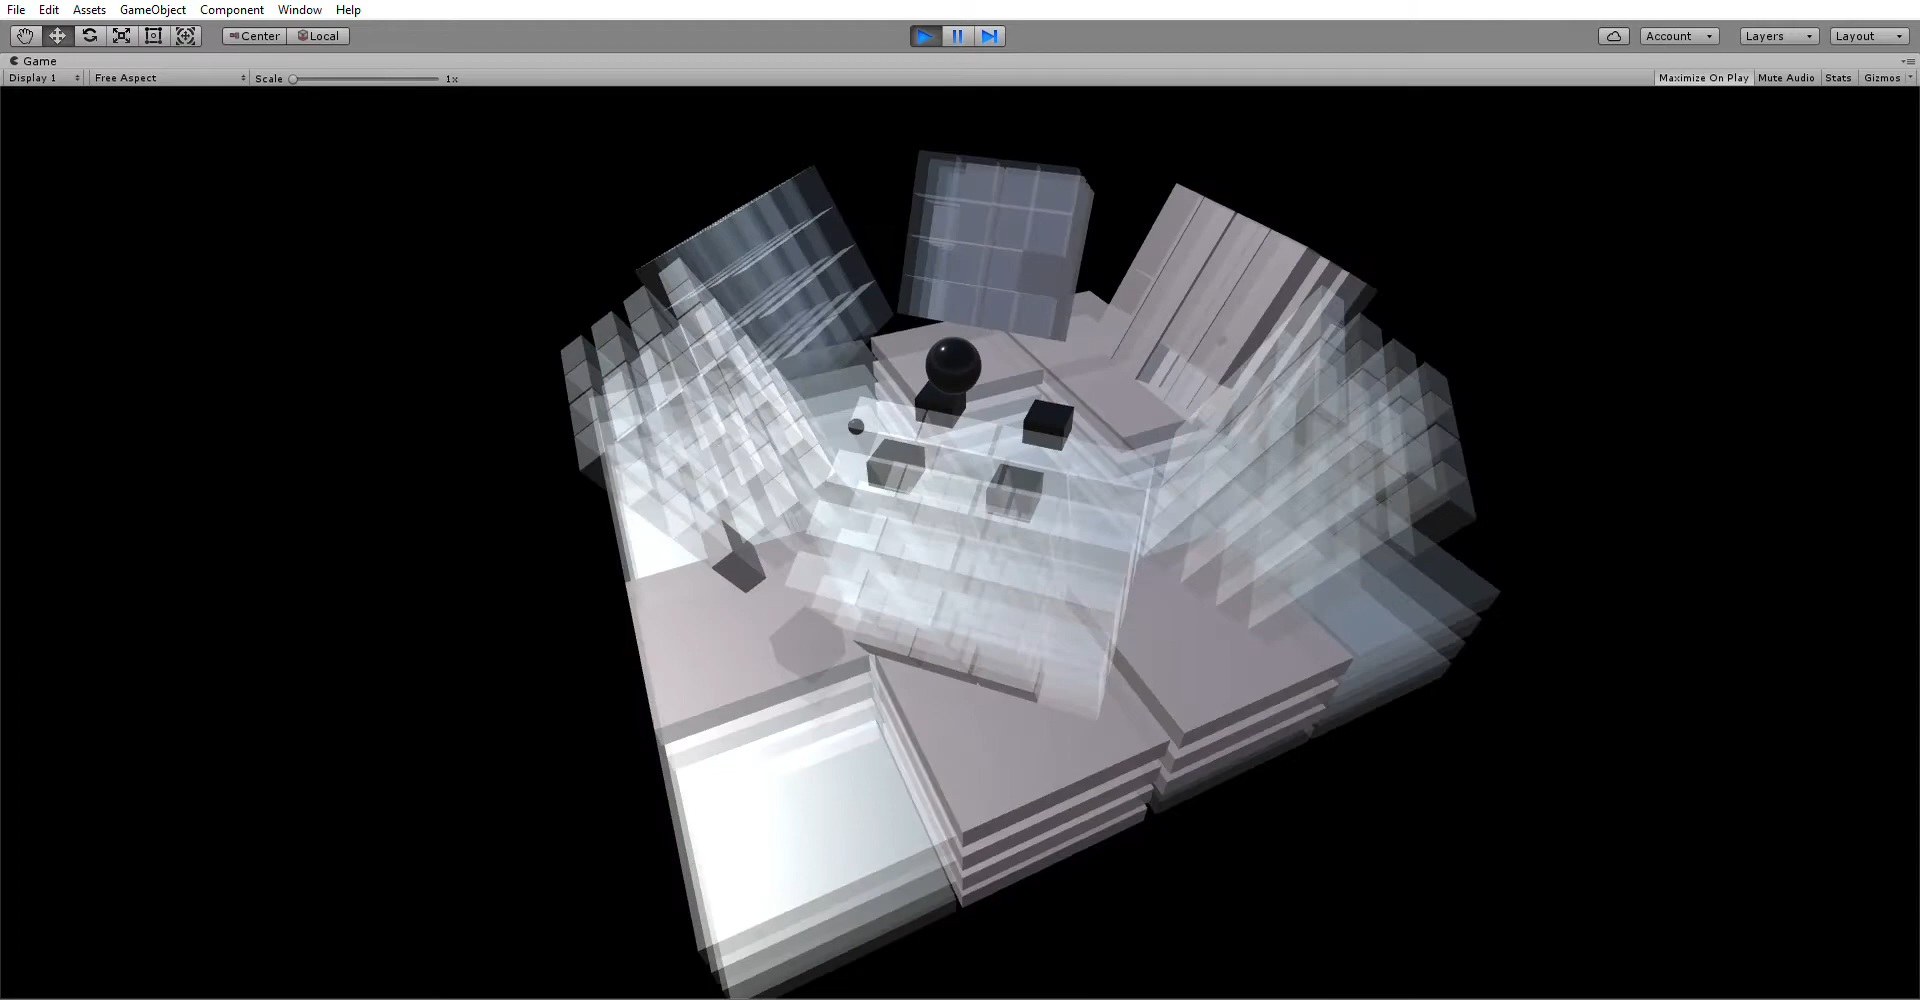 File Edit Assets GameObject Component Window Help
Center Local Account Layers Layout
Game
Display 1 Free Aspect Scale 1x Maximize On Play Mute Audio Stats Gizmos